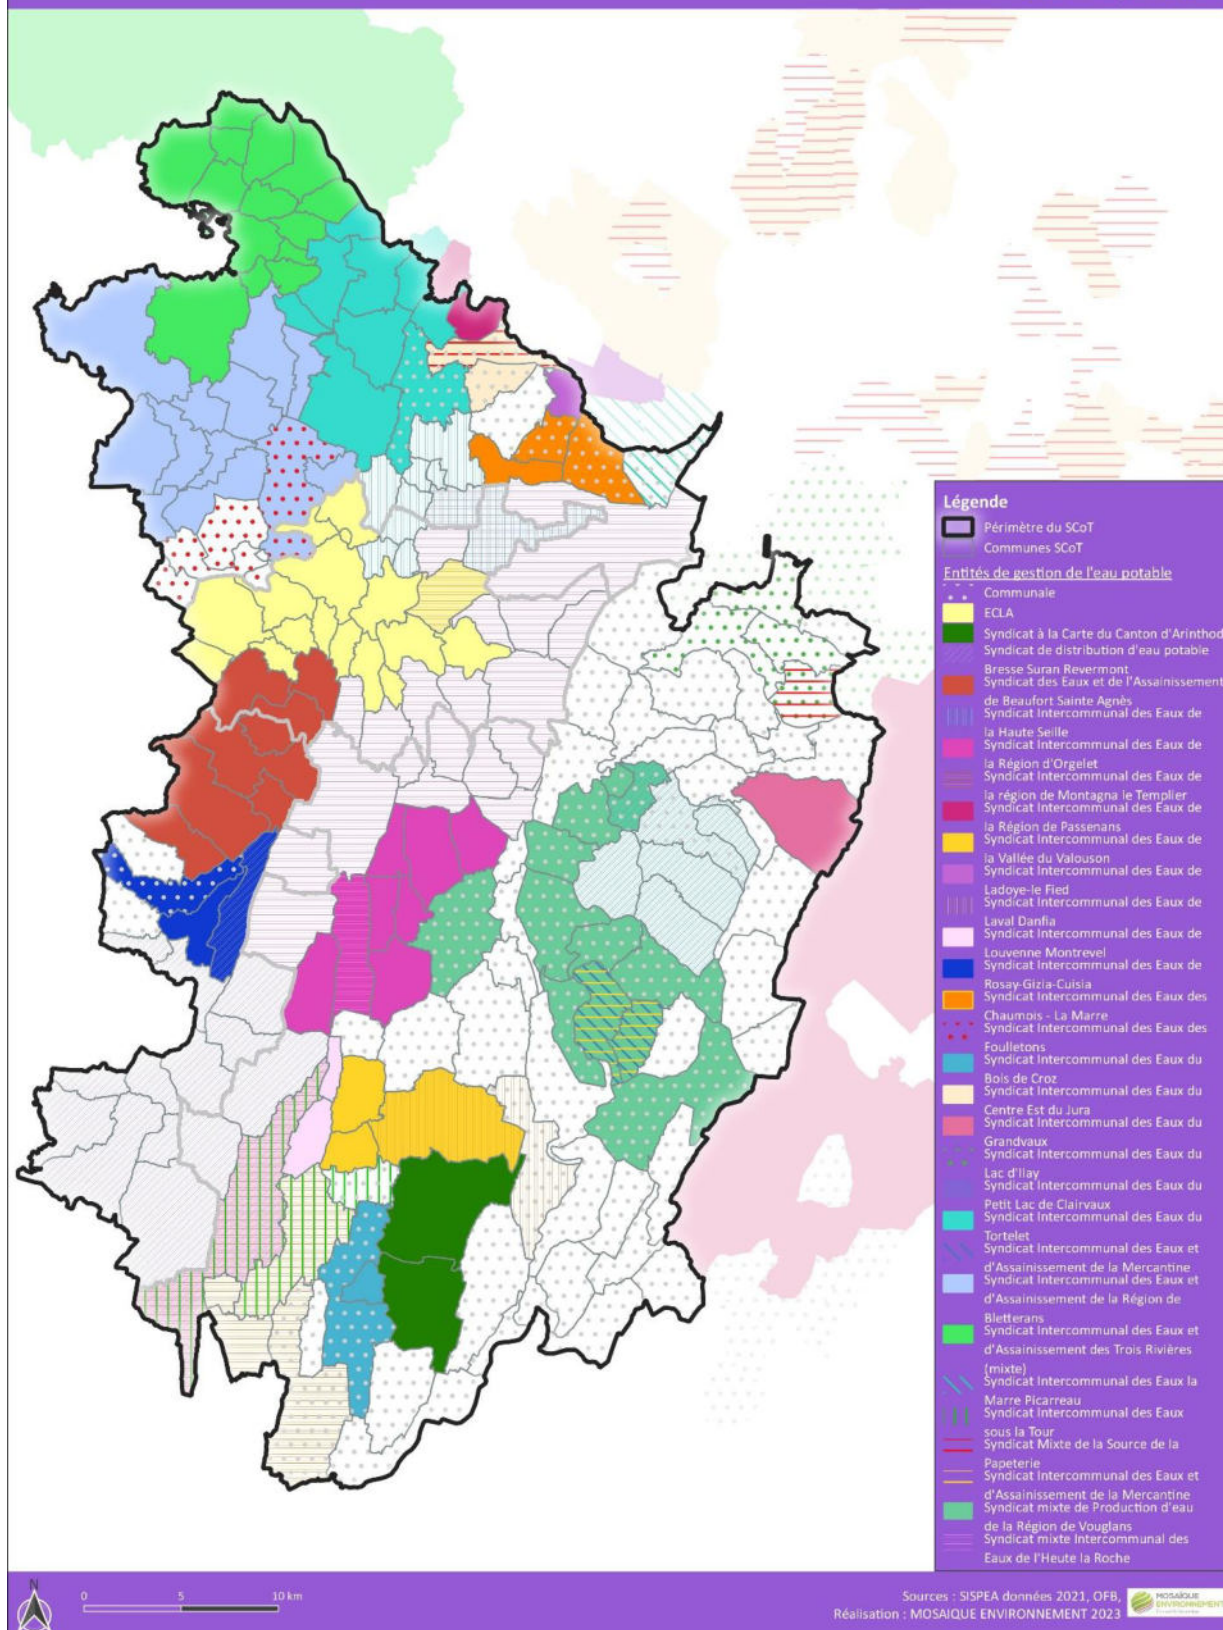 Légende
Périmètre du SCoT
Communes SCoT
Entités de gestion de l'eau potable
Communale
ECLA
Syndicat à la Carte du Canton d'Arinthod
Syndicat de distribution d'eau potable
Bresse Suran Revermont
Syndicat des Eaux et de l'Assainissement
de Beaufort Sainte Agnès
Syndicat Intercommunal des Eaux de
la Haute Seille
Syndicat Intercommunal des Eaux de
la Région d'Orgelet
Syndicat Intercommunal des Eaux de
la région de Montagna le Templier
Syndicat Intercommunal des Eaux de
la Région de Passenans
Syndicat Intercommunal des Eaux de
la Vallée du Valouson
Syndicat Intercommunal des Eaux de
Ladoye-le Fied
Syndicat Intercommunal des Eaux de
Laval Danfia
Syndicat Intercommunal des Eaux de
Louvenne Montrevel
Syndicat Intercommunal des Eaux de
Rosay-Gizia-Cuisia
Syndicat Intercommunal des Eaux des
Chaumois - La Marre
Syndicat Intercommunal des Eaux des
Foulletons
Syndicat Intercommunal des Eaux du
Bois de Croz
Syndicat Intercommunal des Eaux du
Centre Est du Jura
Syndicat Intercommunal des Eaux du
Grandvaux
Syndicat Intercommunal des Eaux du
Lac d'Ilay
Syndicat Intercommunal des Eaux du
Petit Lac de Clairvaux
Syndicat Intercommunal des Eaux du
Tortelet
Syndicat Intercommunal des Eaux et
d'Assainissement de la Mercantine
Syndicat Intercommunal des Eaux et
d'Assainissement de la Région de
Bletterans
Syndicat Intercommunal des Eaux et
d'Assainissement des Trois Rivières
(mixte)
Syndicat Intercommunal des Eaux la
Marre Picarreau
Syndicat Intercommunal des Eaux
sous la Tour
Syndicat Mixte de la Source de la
Papeterie
Syndicat Intercommunal des Eaux et
d'Assainissement de la Mercantine
Syndicat mixte de Production d'eau
de la Région de Vouglans
Syndicat mixte Intercommunal des
Eaux de l'Heute la Roche
N
0 5 10 km
Sources : SISPEA données 2021, OFB,
Réalisation : MOSAIQUE ENVIRONNEMENT 2023
MOSAÏQUE
ENVIRONNEMENT